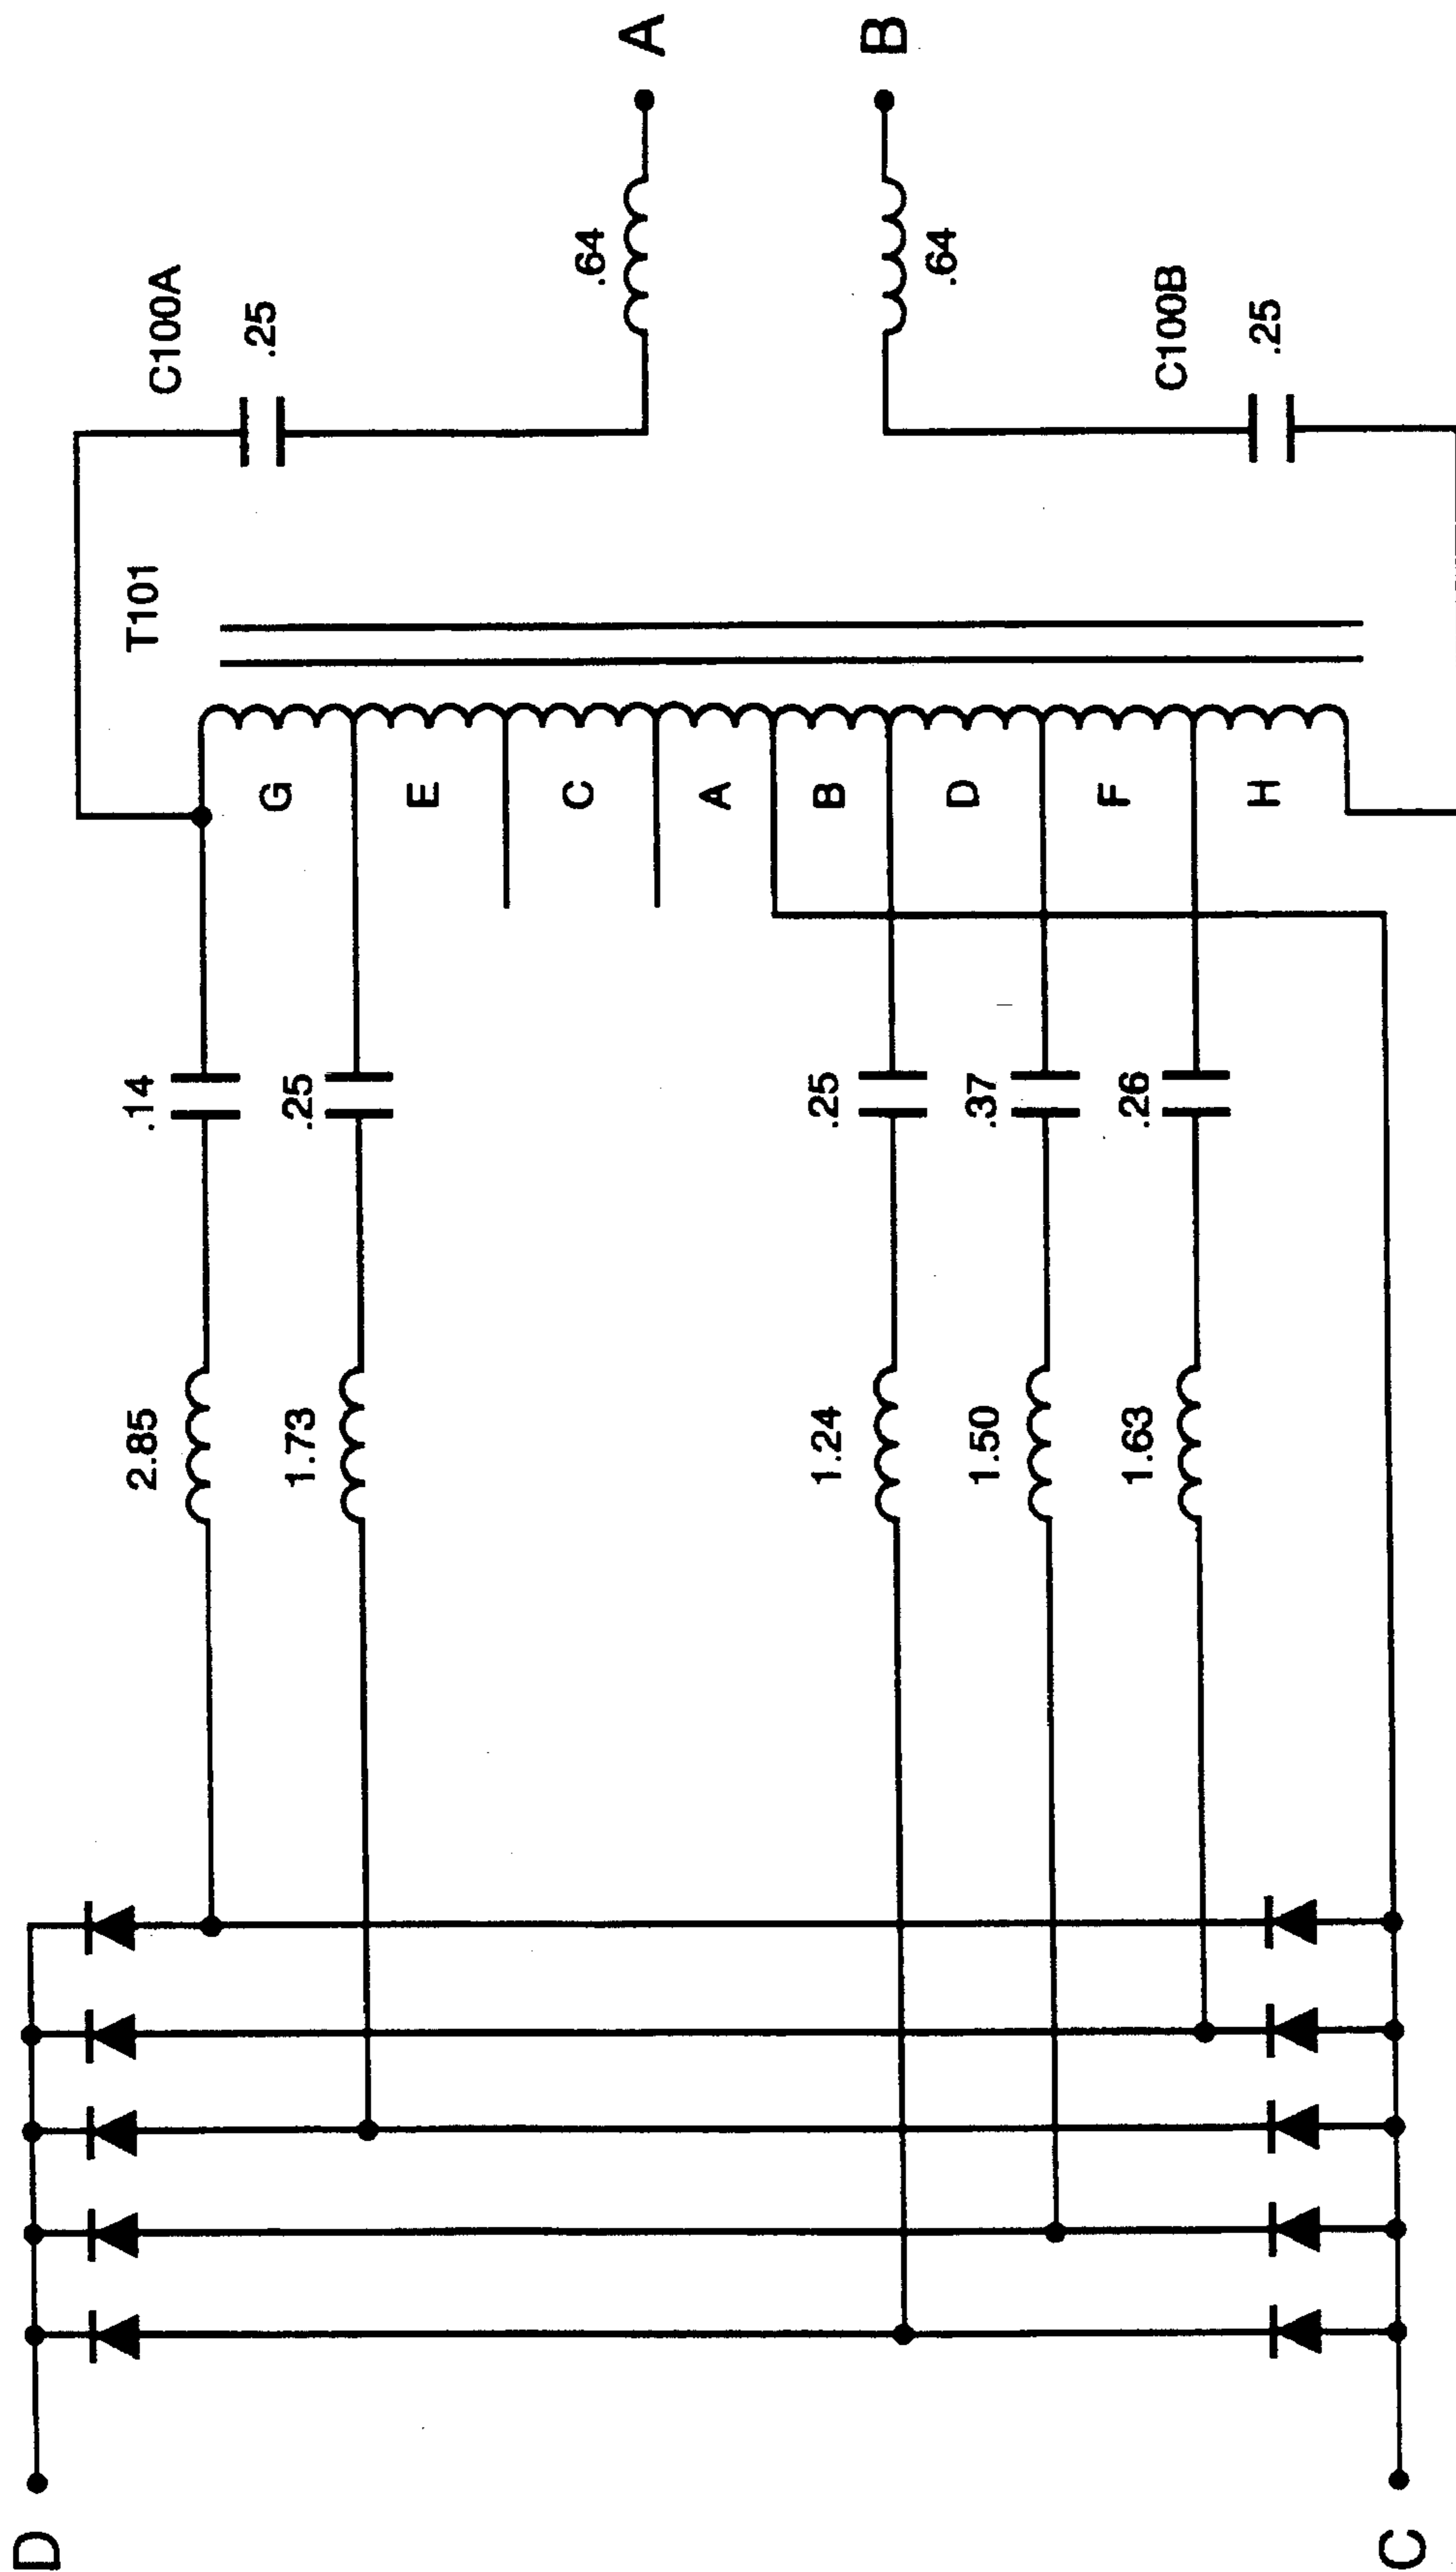 A
B
.64
.64
C100A
.25
C100B
.25
T101
G
E
C
A
B
D
F
H
.14
.25
.25
.37
.26
2.85
1.73
1.24
1.50
1.63
D
C